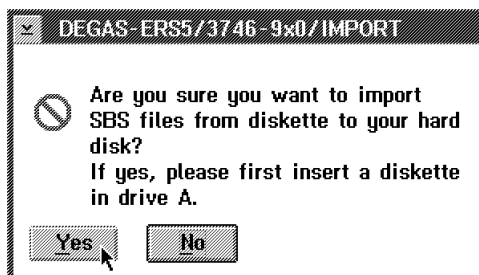 DEGAS-ERS5/3746-9x0/IMPORT
Are you sure you want to import
SBS files from diskette to your hard
disk?
If yes, please first insert a diskette
in drive A.
Yes No